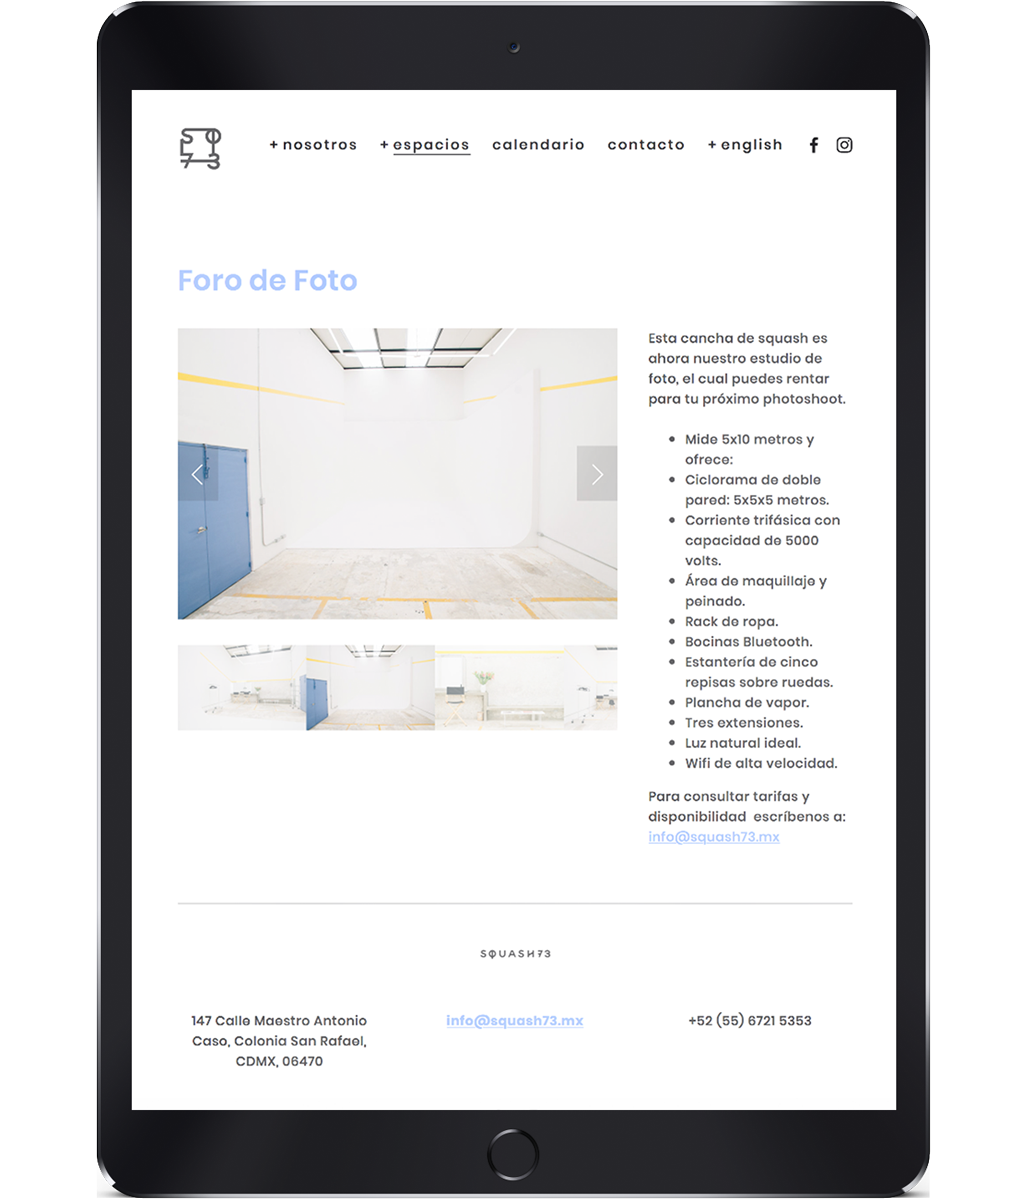 SQ
73
+ nosotros + espacios calendario contacto + english
Foro de Foto
Esta cancha de squash es
ahora nuestro estudio de
foto, el cual puedes rentar
para tu próximo photoshoot.
• Mide 5x10 metros y
ofrece:
• Ciclorama de doble
pared: 5x5x5 metros.
• Corriente trifásica con
capacidad de 5000
volts.
• Área de maquillaje y
peinado.
• Rack de ropa.
• Bocinas Bluetooth.
• Estantería de cinco
repisas sobre ruedas.
• Plancha de vapor.
• Tres extensiones.
• Luz natural ideal.
• Wifi de alta velocidad.
Para consultar tarifas y
disponibilidad escríbenos a:
info@squash73.mx
SQUASH73
147 Calle Maestro Antonio
Caso, Colonia San Rafael,
CDMX, 06470
info@squash73.mx
+52 (55) 6721 5353